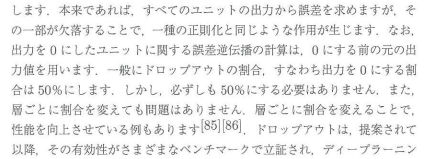 します．本来であれば，すべてのユニットの出力から誤差を求めますが，そ
の一部が欠落することで，一種の正則化と同じような作用が生じます．なお，
出力を 0 にしたユニットに関する誤差逆伝播の計算は，0 にする前の元の出
力値を用います．一般にドロップアウトの割合，すなわち出力を 0 にする割
合は 50％にします．しかし，必ずしも 50％にする必要はありません．また，
層ごとに割合を変えても問題はありません．層ごとに割合を変えることで，
性能を向上させている例もあります[85][86]．ドロップアウトは，提案されて
以降，その有効性がさまざまなベンチマークで立証され，ディープラーニン